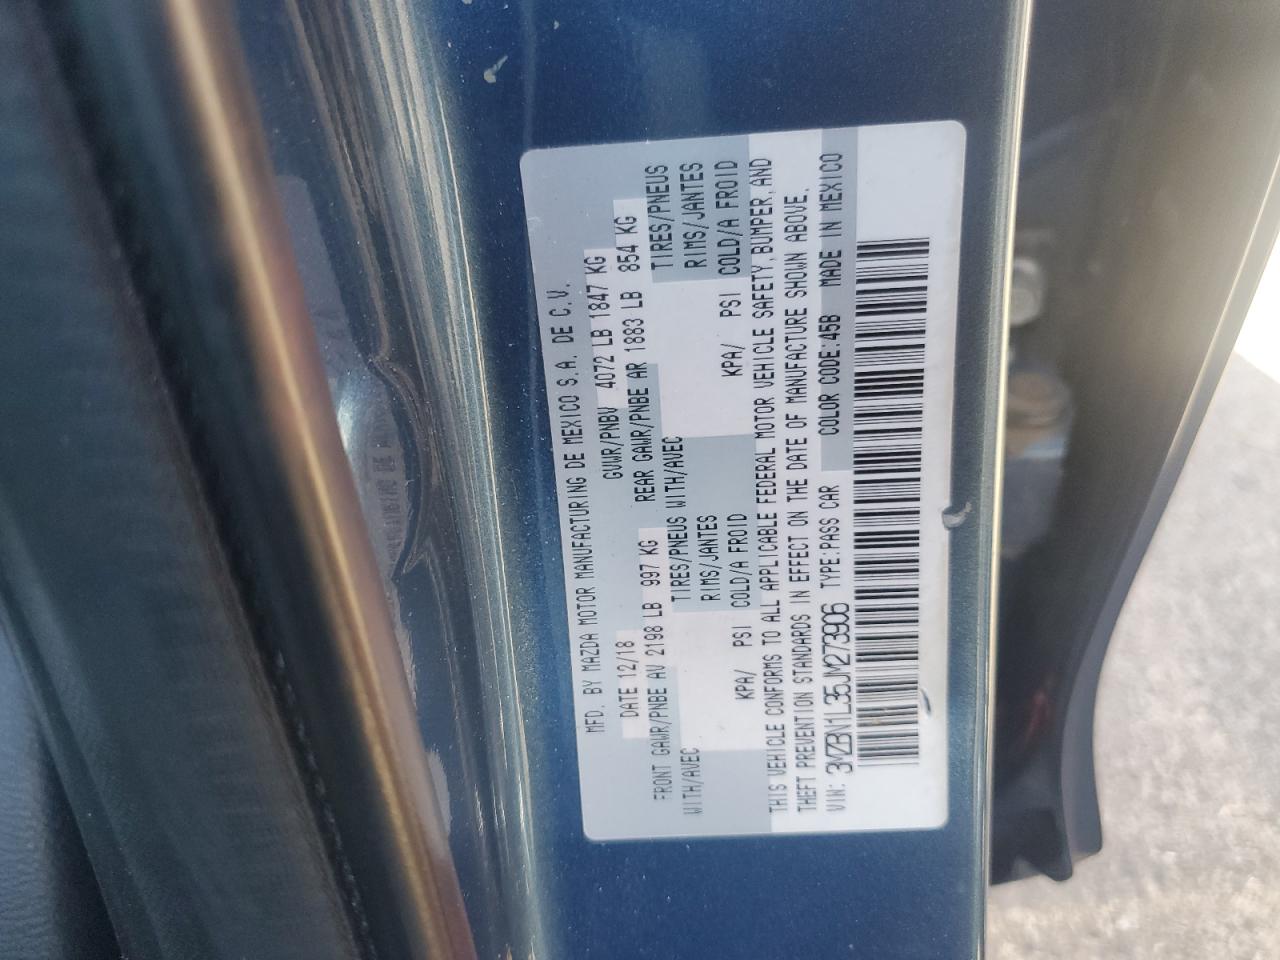 MFD. BY MAZDA MOTOR MANUFACTURING DE MEXICO S.A. DE C.V.
DATE 12/18 GVWR/PNBV 4072 LB 1847 KG
FRONT GAWR/PNBE AV 2198 LB 997 KG REAR GAWR/PNBE AR 1883 LB 854 KG
WITH/AVEC TIRES/PNEUS WITH/AVEC TIRES/PNEUS
RIMS/JANTES RIMS/JANTES
KPA/ PSI COLD/A FROID KPA/ PSI COLD/A FROID
THIS VEHICLE CONFORMS TO ALL APPLICABLE FEDERAL MOTOR VEHICLE SAFETY,BUMPER,AND
THEFT PREVENTION STANDARDS IN EFFECT ON THE DATE OF MANUFACTURE SHOWN ABOVE.
VIN: 3MZBN1L35JM273906 TYPE:PASS CAR COLOR CODE:45B MADE IN MEXICO